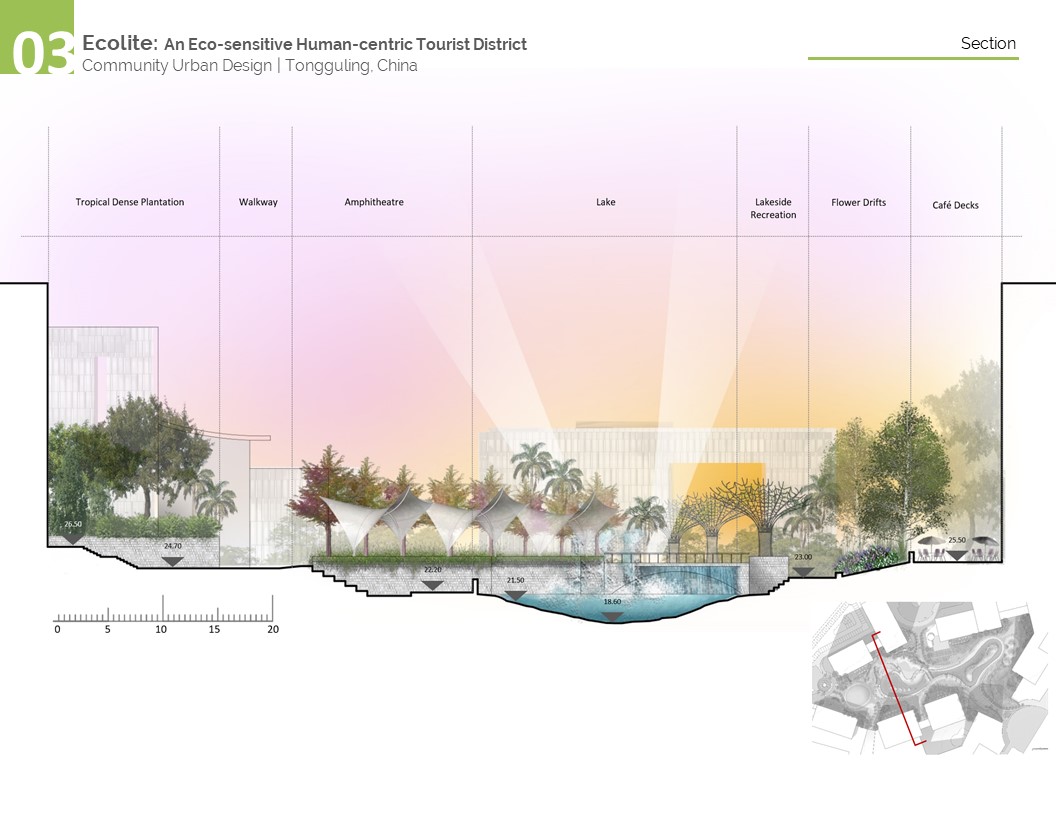 03
Ecolite: An Eco-sensitive Human-centric Tourist District
Community Urban Design | Tongguling, China
Section
Tropical Dense Plantation
Walkway
Amphitheatre
Lake
Lakeside
Recreation
Flower Drifts
Café Decks
26.50
24.70
22.20
21.50
18.60
23.00
25.50
0 5 10 15 20